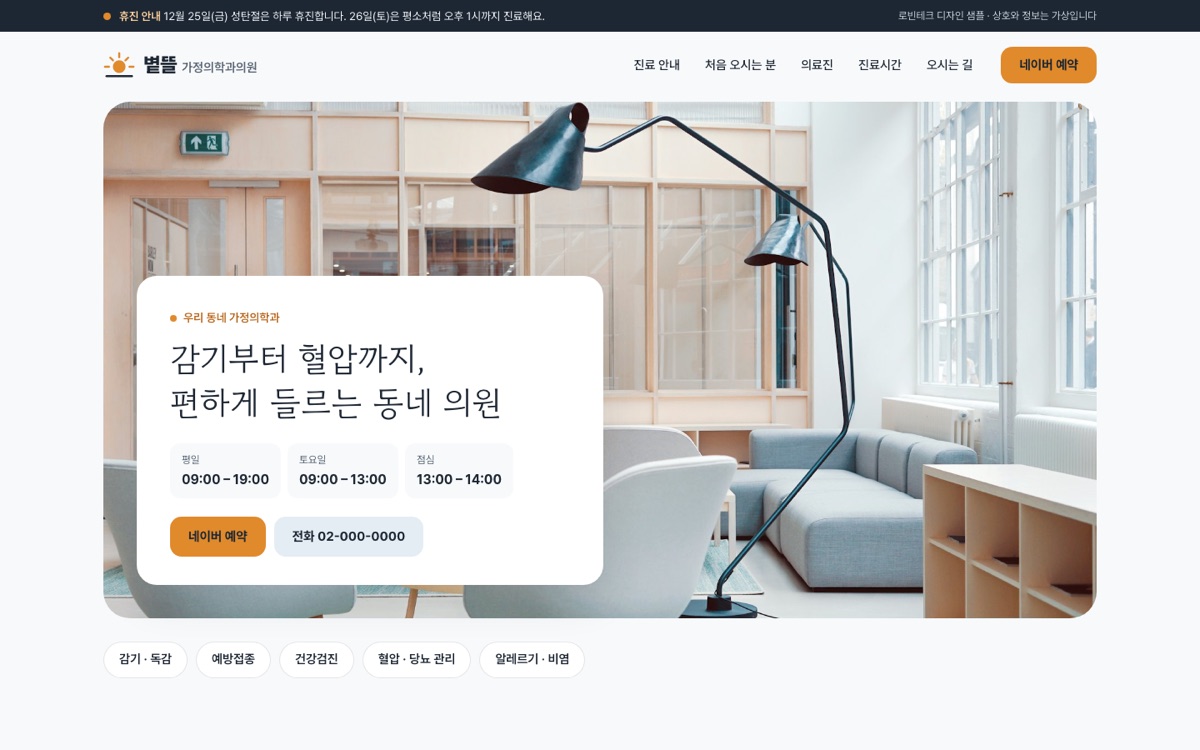 휴진 안내 12월 25일(금) 성탄절은 하루 휴진합니다. 26일(토)은 평소처럼 오후 1시까지 진료해요.
로빈테크 디자인 샘플 · 상호와 정보는 가상입니다
볕뜰 가정의학과의원
진료 안내
처음 오시는 분
의료진
진료시간
오시는 길
네이버 예약
우리 동네 가정의학과
감기부터 혈압까지,
편하게 들르는 동네 의원
평일
09:00 – 19:00
토요일
09:00 – 13:00
점심
13:00 – 14:00
네이버 예약
전화 02-000-0000
감기 · 독감
예방접종
건강검진
혈압 · 당뇨 관리
알레르기 · 비염